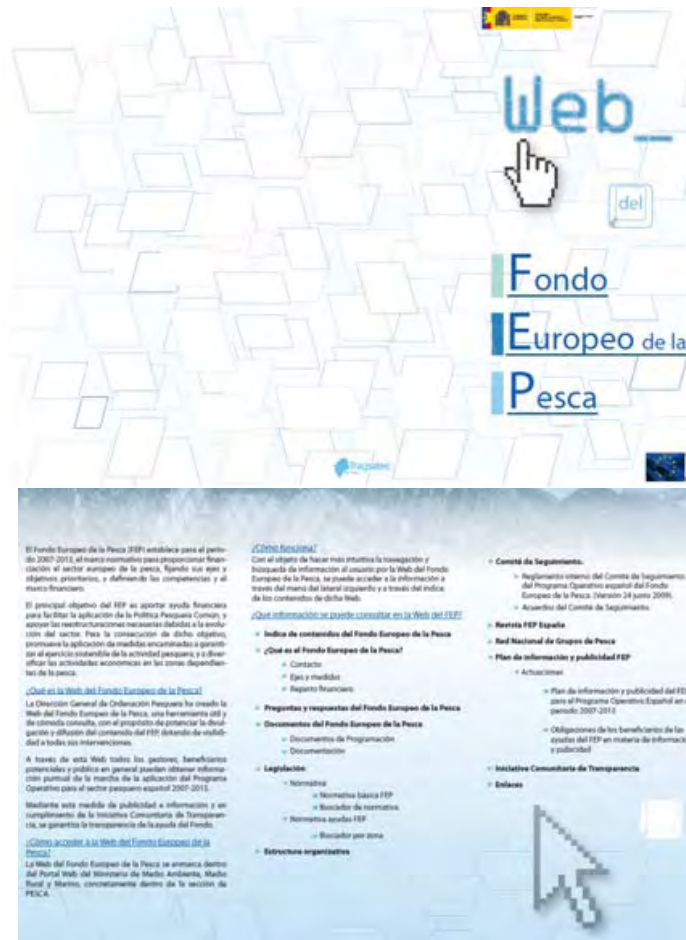 Web_
del
Fondo
Europeo de la
Pesca
Tragsatec
El Fondo Europeo de la Pesca (FEP) establece para el perio-
do 2007-2013, el marco normativo para proporcionar finan-
ciación al sector europeo de la pesca, fijando sus ejes y
objetivos prioritarios, y definiendo las competencias y el
marco financiero.
El principal objetivo del FEP es aportar ayuda financiera
para facilitar la aplicación de la Política Pesquera Común, y
apoyar las reestructuraciones necesarias debidas a la evolu-
ción del sector. Para la consecución de dicho objetivo,
promueve la aplicación de medidas encaminadas a garanti-
zar el ejercicio sostenible de la actividad pesquera, y a diver-
sificar las actividades económicas en las zonas dependien-
tes de la pesca.
¿Qué es la Web del Fondo Europeo de la Pesca?
La Dirección General de Ordenación Pesquera ha creado la
Web del Fondo Europeo de la Pesca, una herramienta útil y
de cómoda consulta, con el propósito de potenciar la divul-
gación y difusión del contenido del FEP, dotando de visibili-
dad a todas sus intervenciones.
A través de esta Web todos los gestores, beneficiarios
potenciales y público en general pueden obtener informa-
ción puntual de la marcha de la aplicación del Programa
Operativo para el sector pesquero español 2007-2013.
Mediante esta medida de publicidad e información y en
cumplimiento de la Iniciativa Comunitaria de Transparen-
cia, se garantiza la transparencia de la ayuda del Fondo.
¿Cómo acceder a la Web del Fondo Europeo de la
Pesca?
La Web del Fondo Europeo de la Pesca se enmarca dentro
del Portal Web del Ministerio de Medio Ambiente, Medio
Rural y Marino, concretamente dentro de la sección de
PESCA.
¿Cómo funciona?
Con el objeto de hacer más intuitiva la navegación y
búsqueda de información al usuario por la Web del Fondo
Europeo de la Pesca, se puede acceder a la información a
través del menú del lateral izquierdo y a través del índice
de los contenidos de dicha Web.
¿Qué información se puede consultar en la Web del FEP?
Índice de contenidos del Fondo Europeo de la Pesca
¿Qué es el Fondo Europeo de la Pesca?
Contacto
Ejes y medidas
Reparto financiero
Preguntas y respuestas del Fondo Europeo de la Pesca
Documentos del Fondo Europeo de la Pesca
Documentos de Programación
Documentación
Legislación
Normativa
Normativa básica FEP
Buscador de normativa
Normativa ayudas FEP
Buscador por zona
Estructura organizativa
Comité de Seguimiento.
Reglamento interno del Comité de Seguimiento
del Programa Operativo español del Fondo
Europeo de la Pesca. (Versión 24 junio 2009).
Acuerdos del Comité de Seguimiento.
Revista FEP España
Red Nacional de Grupos de Pesca
Plan de información y publicidad FEP
Actuaciones
Plan de información y publicidad del FEP
para el Programa Operativo Español en
periodo 2007-2013
Obligaciones de los beneficiarios de las
ayudas del FEP en materia de informació
y publicidad
Iniciativa Comunitaria de Transparencia
Enlaces